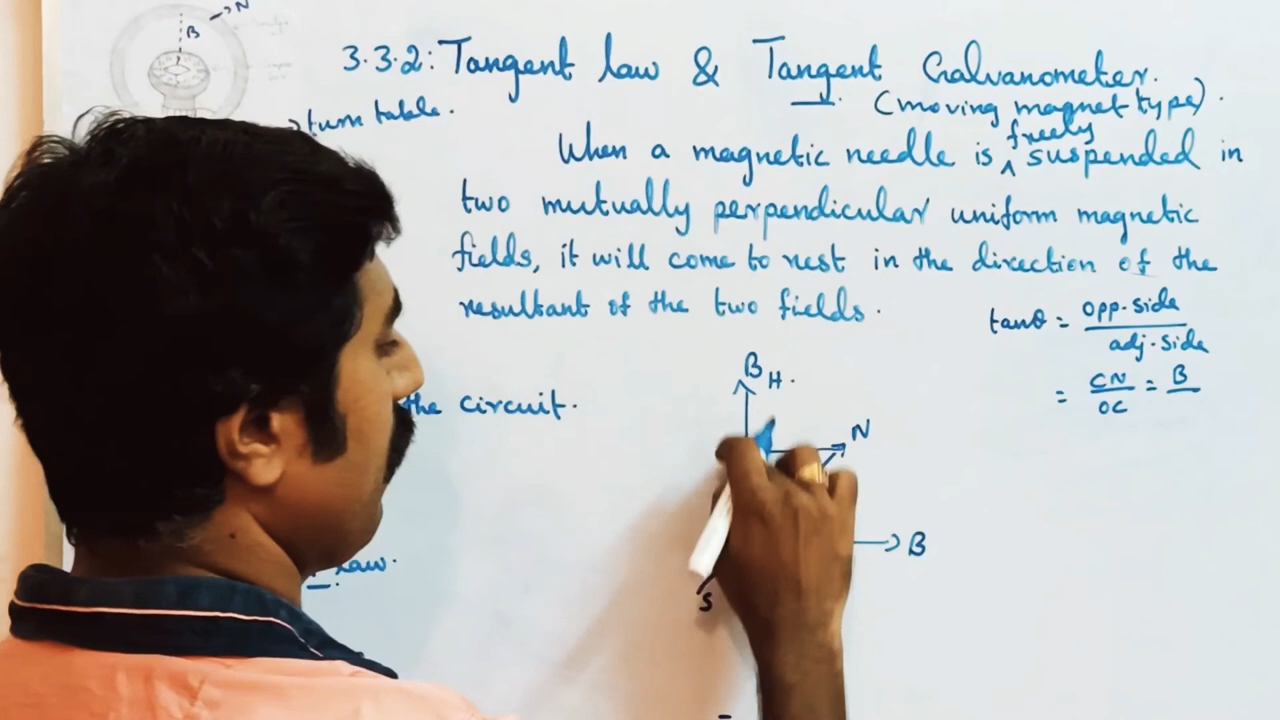 N
B
3.3.2: Tangent law & Tangent Galvanometer.
turn table.
(moving magnet type).
freely
When a magnetic needle is ^ suspended in
two mutually perpendicular uniform magnetic
fields, it will come to rest in the direction of the
resultant of the two fields.
tanθ = opp. side
adj. side
= CN = B
OC
BH.
the circuit.
N
B
law.
S